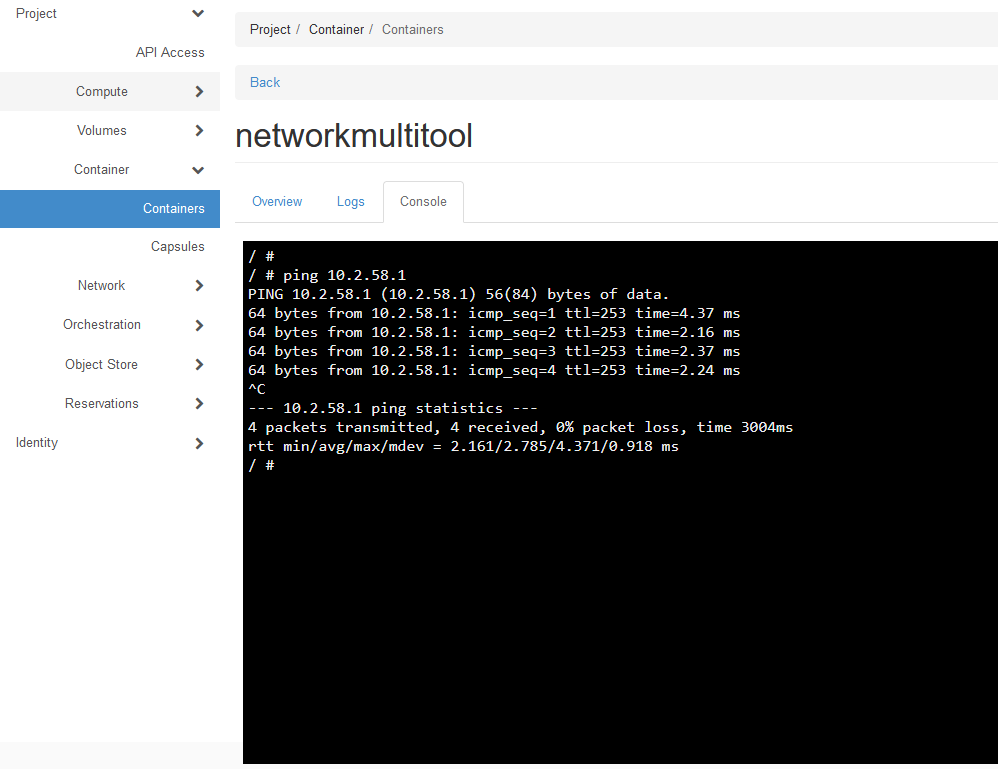 Project
API Access
Compute
Volumes
Container
Containers
Capsules
Network
Orchestration
Object Store
Reservations
Identity
Project / Container / Containers
Back
networkmultitool
Overview Logs Console
/ #
/ # ping 10.2.58.1
PING 10.2.58.1 (10.2.58.1) 56(84) bytes of data.
64 bytes from 10.2.58.1: icmp_seq=1 ttl=253 time=4.37 ms
64 bytes from 10.2.58.1: icmp_seq=2 ttl=253 time=2.16 ms
64 bytes from 10.2.58.1: icmp_seq=3 ttl=253 time=2.37 ms
64 bytes from 10.2.58.1: icmp_seq=4 ttl=253 time=2.24 ms
^C
--- 10.2.58.1 ping statistics ---
4 packets transmitted, 4 received, 0% packet loss, time 3004ms
rtt min/avg/max/mdev = 2.161/2.785/4.371/0.918 ms
/ #